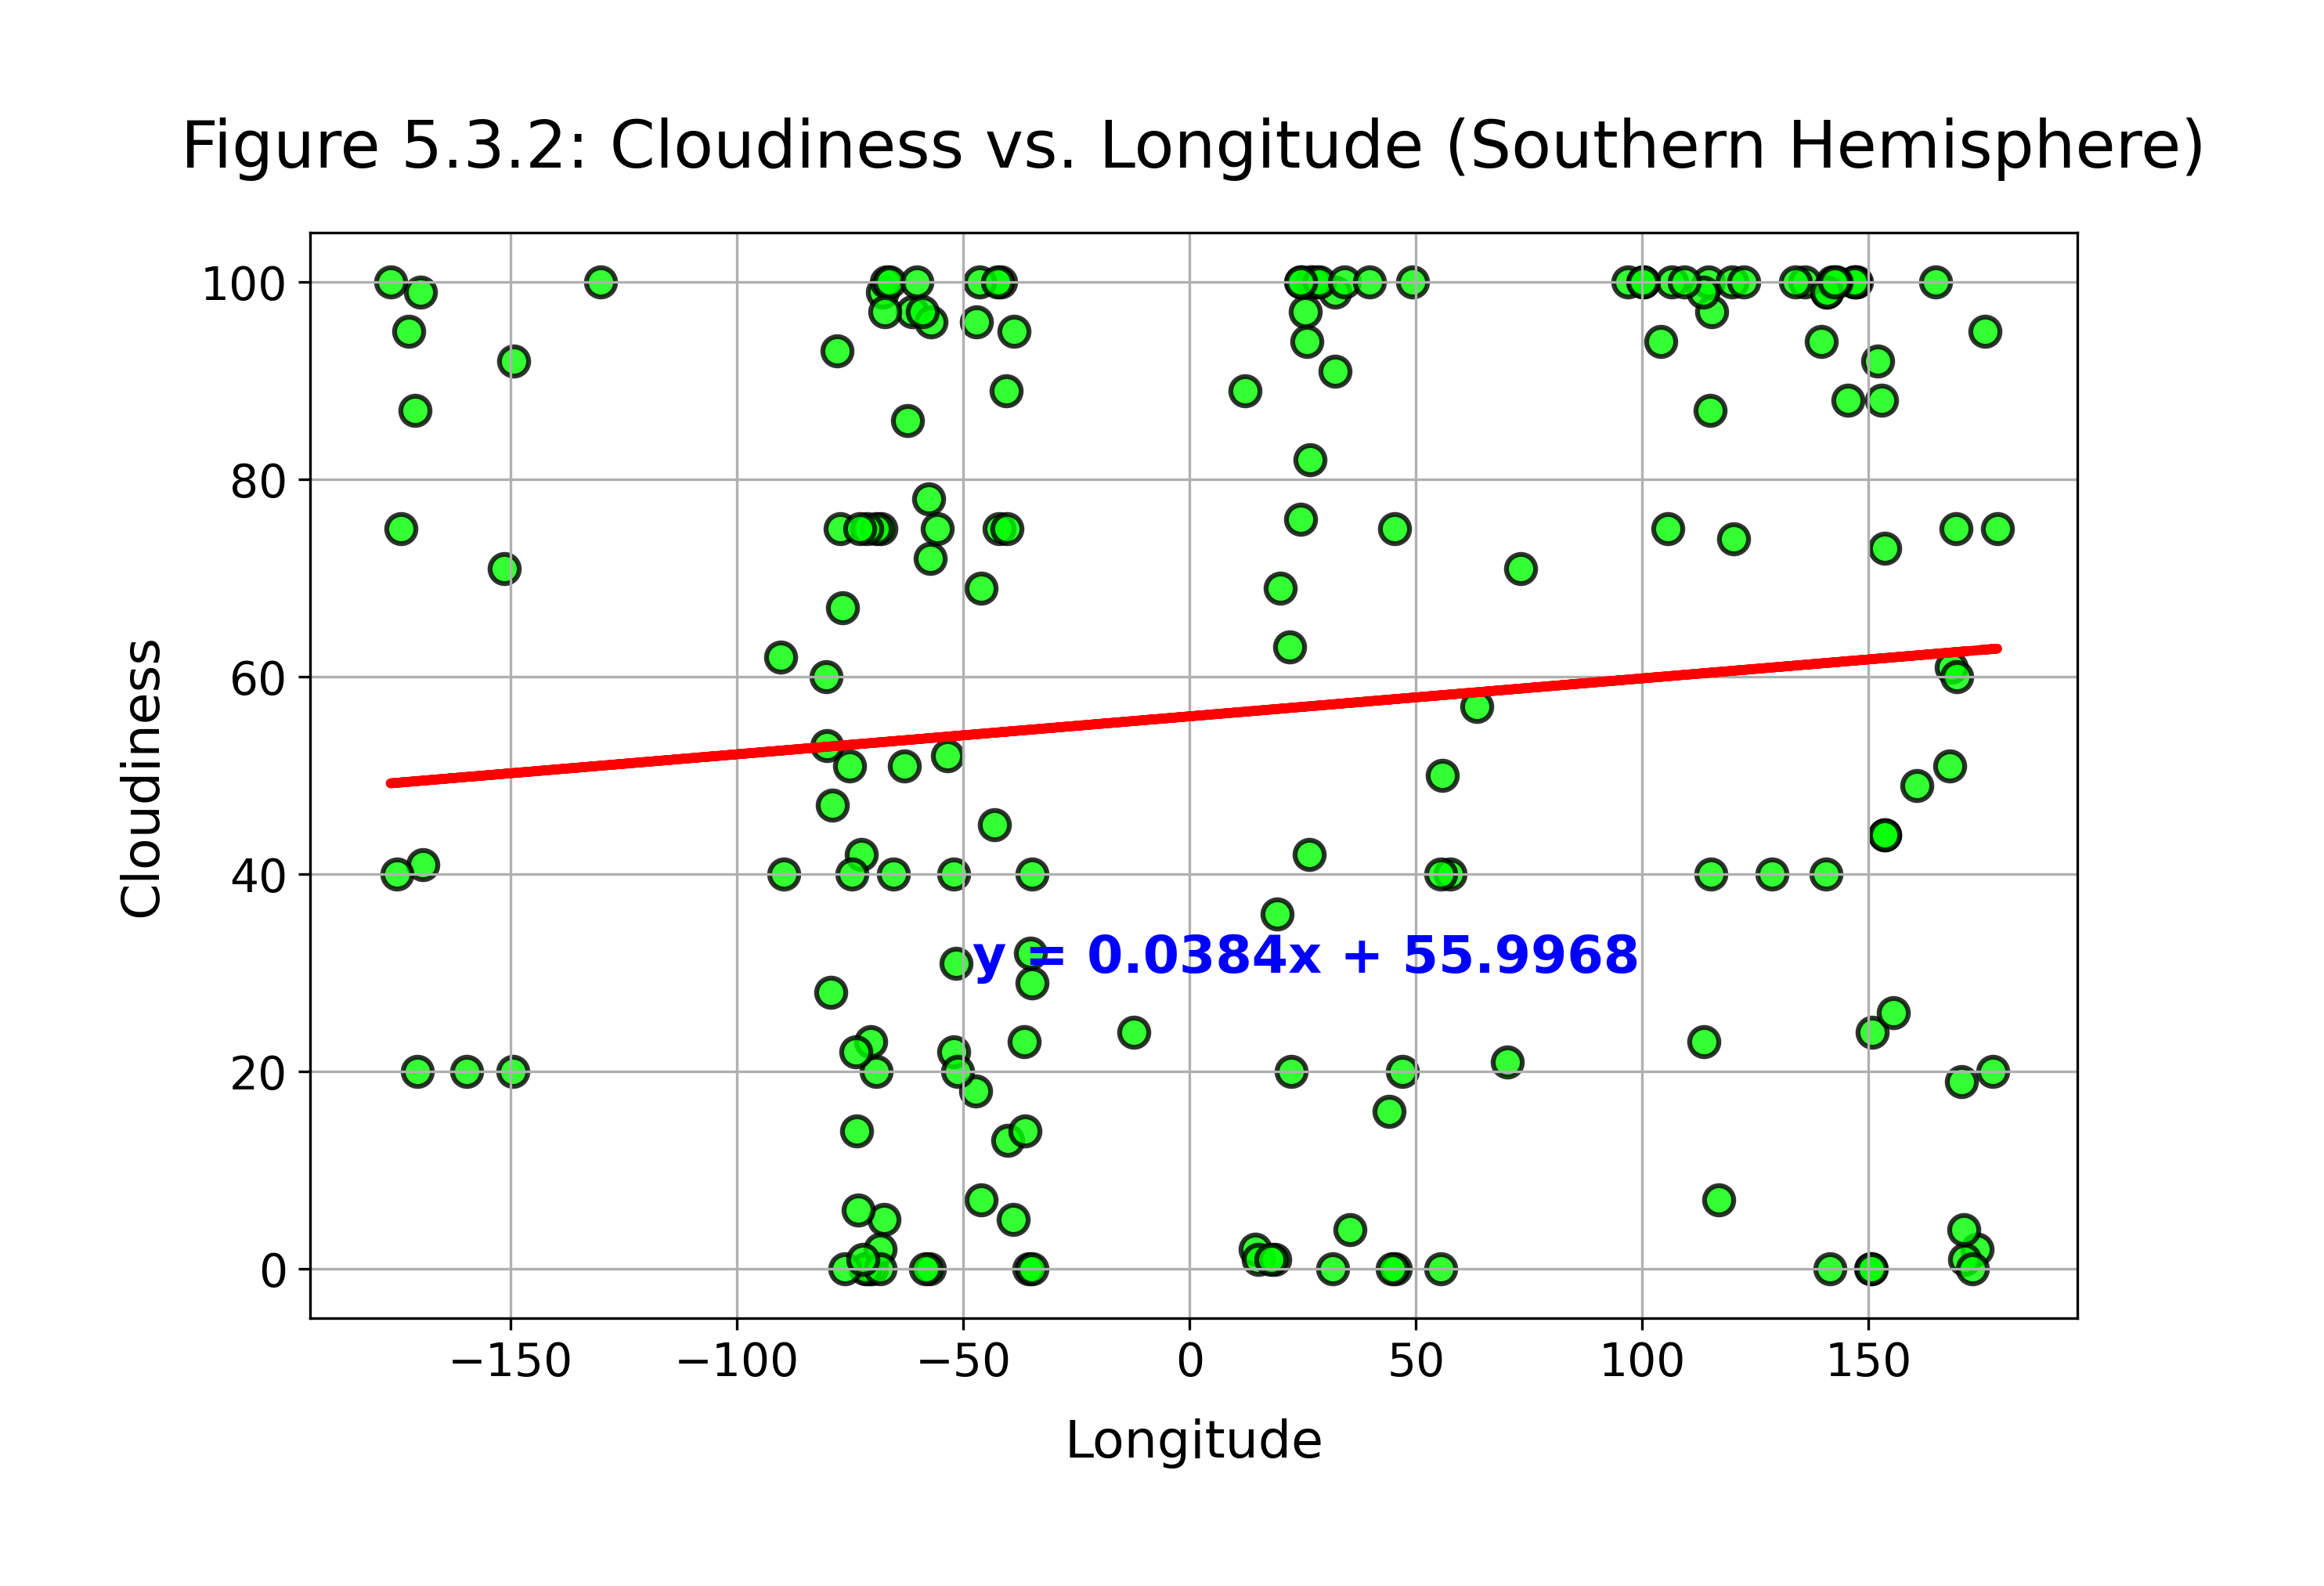 Figure 5.3.2: Cloudiness vs. Longitude (Southern Hemisphere)
100
80
60
40
20
0
Cloudiness
y = 0.0384x + 55.9968
−150 −100 −50 0 50 100 150
Longitude